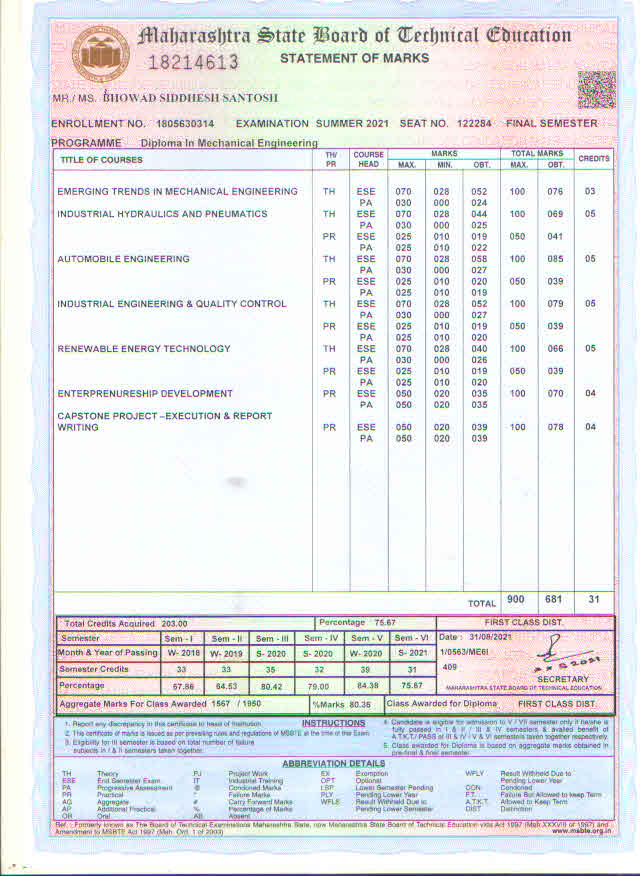 Maharashtra State Board of Technical Education
18214613
STATEMENT OF MARKS
MR./MS. BHOWAD SIDDHESH SANTOSH
ENROLLMENT NO. 1805630314 EXAMINATION SUMMER 2021 SEAT NO. 122284 FINAL SEMESTER
PROGRAMME Diploma In Mechanical Engineering
TITLE OF COURSES TH/ PR COURSE HEAD MARKS TOTAL MARKS CREDITS
MAX. MIN. OBT. MAX. OBT.
EMERGING TRENDS IN MECHANICAL ENGINEERING TH ESE 070 028 052 100 076 03
PA 030 000 024
INDUSTRIAL HYDRAULICS AND PNEUMATICS TH ESE 070 028 044 100 069 05
PA 030 000 025
PR ESE 025 010 019 050 041
PA 025 010 022
AUTOMOBILE ENGINEERING TH ESE 070 028 058 100 085 05
PA 030 000 027
PR ESE 025 010 020 050 039
PA 025 010 019
INDUSTRIAL ENGINEERING & QUALITY CONTROL TH ESE 070 028 052 100 079 05
PA 030 000 027
PR ESE 025 010 019 050 039
PA 025 010 020
RENEWABLE ENERGY TECHNOLOGY TH ESE 070 028 040 100 066 05
PA 030 000 026
PR ESE 025 010 019 050 039
PA 025 010 020
ENTERPRENURESHIP DEVELOPMENT PR ESE 050 020 035 100 070 04
PA 050 020 035
CAPSTONE PROJECT –EXECUTION & REPORT
WRITING PR ESE 050 020 039 100 078 04
PA 050 020 039
TOTAL 900 681 31
Total Credits Acquired 203.00 Percentage 75.67 FIRST CLASS DIST.
Semester Sem - I Sem - II Sem - III Sem - IV Sem - V Sem - VI Date : 31/08/2021
Month & Year of Passing W- 2018 W- 2019 S- 2020 S- 2020 W- 2020 S- 2021 1/0563/ME6I
Semester Credits 33 33 35 32 39 31 409
SECRETARY
Percentage 67.86 64.53 80.42 79.00 84.38 75.67 MAHARASHTRA STATE BOARD OF TECHNICAL EDUCATION
Aggregate Marks For Class Awarded 1567 / 1950 %Marks 80.36 Class Awarded for Diploma FIRST CLASS DIST.
INSTRUCTIONS
1. Report any discrepancy in this certificate to head of Institution.
2. This certificate of marks is issued as per prevailing rules and regulations of MSBTE at the time of this Exam.
3. Eligibility for III semester is based on total number of failure
subjects in I & II semesters taken together.
4. Candidate is eligible for admission to V / VII semester only if he/she is
fully passed in I & II / III & IV semesters & availed benefit of
A.T.K.T./ PASS at III & IV / V & VI semesters taken together respectively.
5. Class awarded for Diploma is based on aggregate marks obtained in
pre-final & final semester.
ABBREVIATION DETAILS
TH Theory PJ Project Work EX Exemption WFLY Result Withheld Due to
ESE End Semester Exam. IT Industrial Training OPT Optional Pending Lower Year
PA Progressive Assessment @ Condoned Marks LSP Lower Semester Pending CON Condoned
PR Practical * Failure Marks PLY Pending Lower Year F.T. Failure But Allowed to keep Term
AG Aggregate # Carry Forward Marks WFLS Result Withheld Due to A.T.K.T. Allowed to Keep Term
AP Additional Practical % Percentage of Marks Pending Lower Semester DIST Distinction
OR Oral AB Absent
Ref. : Formerly known as The Board of Technical Examinations Maharashtra State, now Maharashtra State Board of Technical Education vide Act 1997 (Mah.XXXVIII of 1997) and
Amendment to MSBTE Act 1997 (Mah. Ord. 1 of 2003) www.msbte.org.in